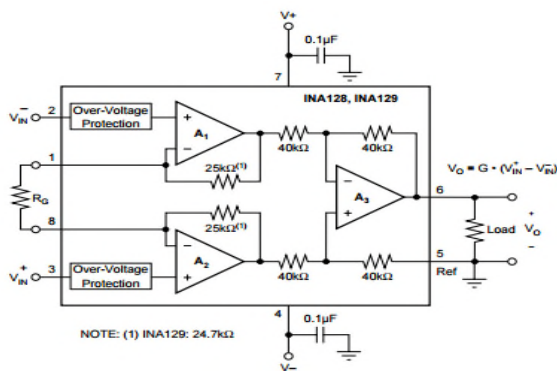 V+
0.1µF
7
INA128, INA129
V⁻IN
2
Over-Voltage
Protection
+
A₁
−
40kΩ
40kΩ
1
25kΩ⁽¹⁾
RG
V_O = G • (V⁺IN − V⁻IN)
−
A₃
+
6
8
25kΩ⁽¹⁾
Load
+
V_O
−
−
A₂
+
40kΩ
40kΩ
5
Ref
V⁺IN
3
Over-Voltage
Protection
4
0.1µF
NOTE: (1) INA129: 24.7kΩ
V−